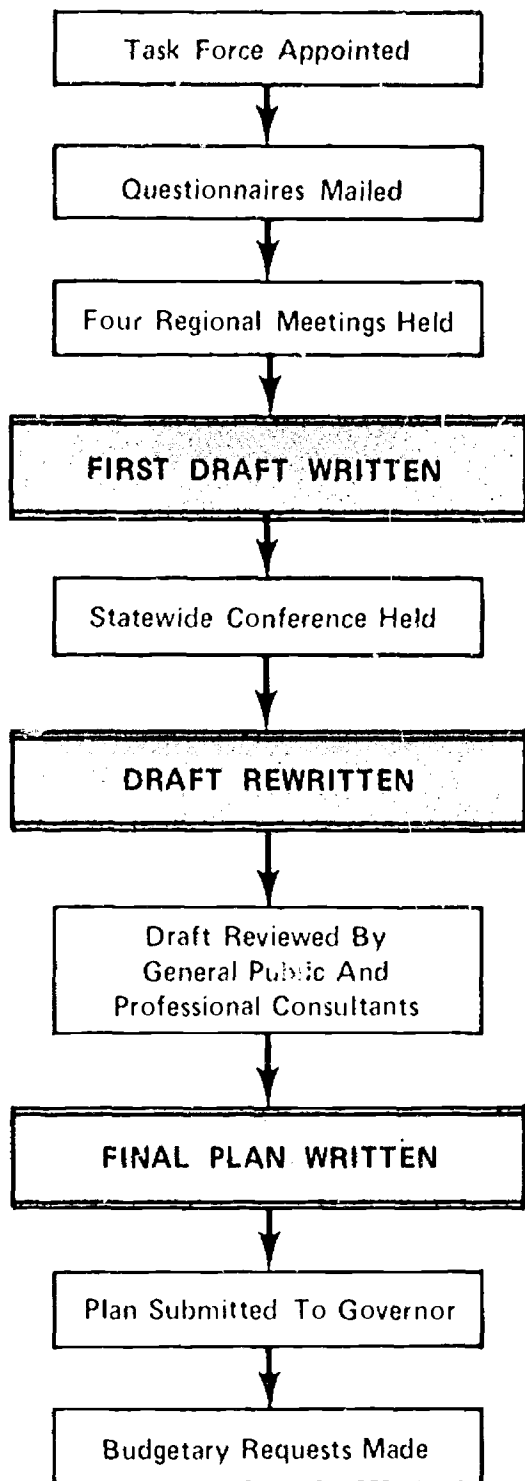 Task Force Appointed
Questionnaires Mailed
Four Regional Meetings Held
FIRST DRAFT WRITTEN
Statewide Conference Held
DRAFT REWRITTEN
Draft Reviewed By
General Public And
Professional Consultants
FINAL PLAN WRITTEN
Plan Submitted To Governor
Budgetary Requests Made